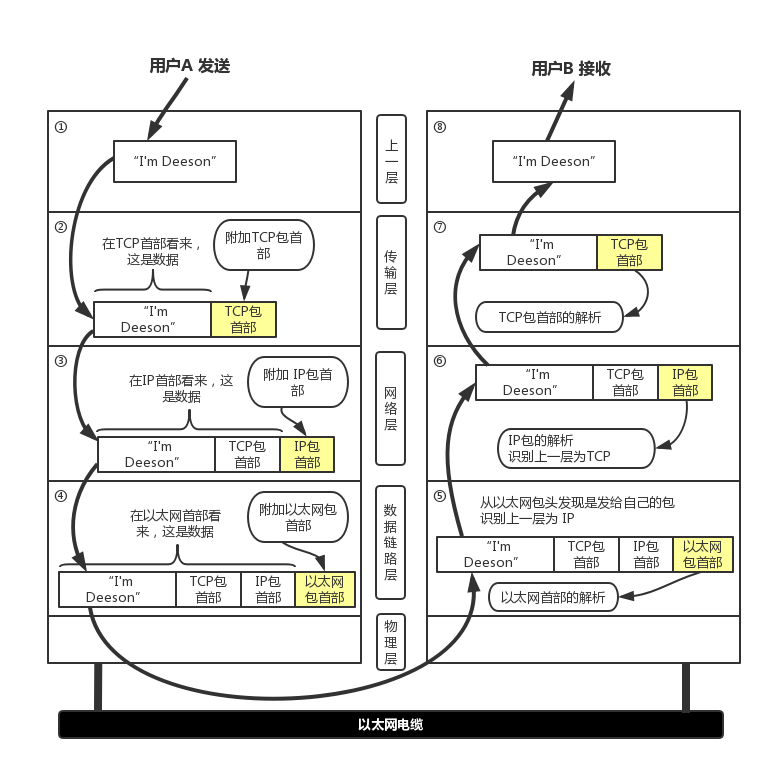 用户A 发送
用户B 接收
①
“I'm Deeson”
上
一
层
⑧
“I'm Deeson”
②
在TCP首部看来，
这是数据
附加TCP包首
部
“I'm
Deeson”
TCP包
首部
传
输
层
⑦
“I'm
Deeson”
TCP包
首部
TCP包首部的解析
③
在IP首部看来，这
是数据
附加 IP包首
部
“I'm
Deeson”
TCP包
首部
IP包
首部
网
络
层
⑥
“I'm
Deeson”
TCP包
首部
IP包
首部
IP包的解析
识别上一层为TCP
④
在以太网首部看
来，这是数据
附加以太网包
首部
“I'm
Deeson”
TCP包
首部
IP包
首部
以太网
包首部
数
据
链
路
层
⑤
从以太网包头发现是发给自己的包
识别上一层为 IP
“I'm
Deeson”
TCP包
首部
IP包
首部
以太网
包首部
以太网首部的解析
物
理
层
以太网电缆